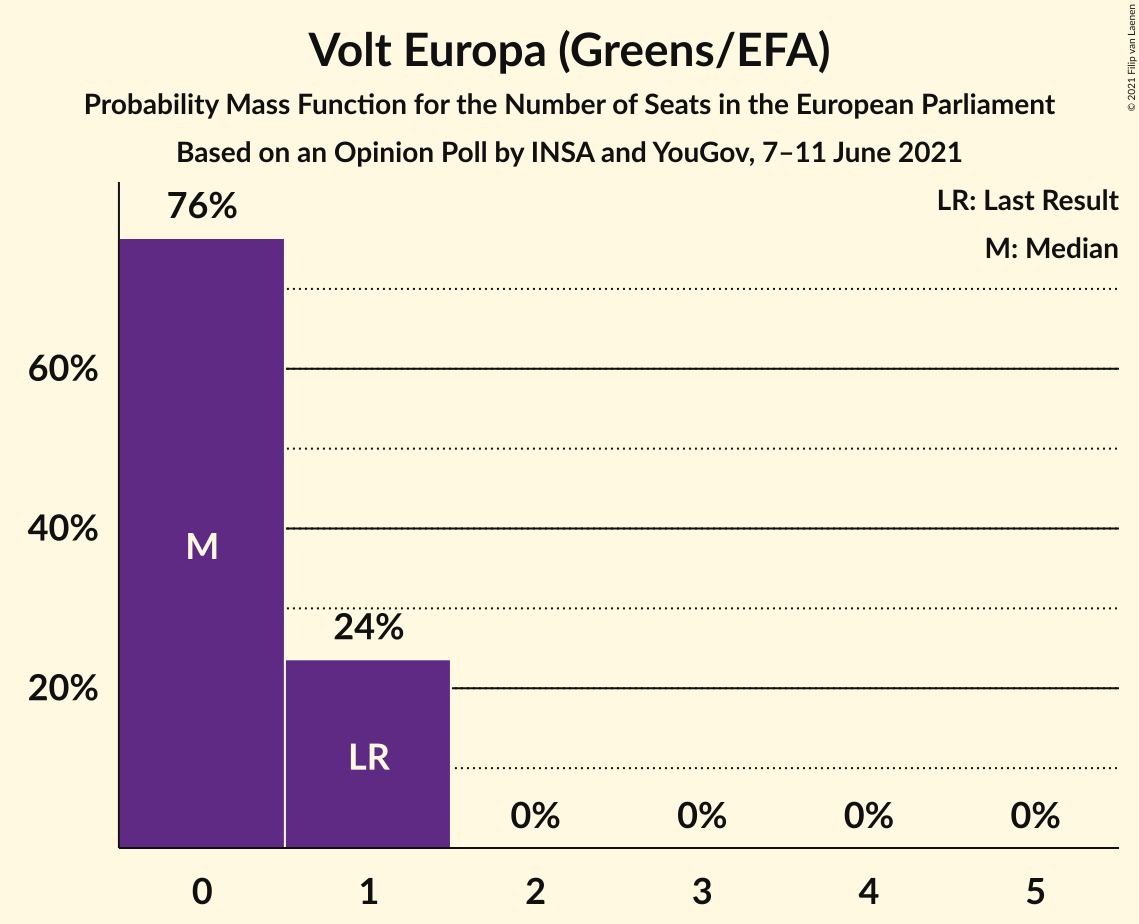 Volt Europa (Greens/EFA)
Probability Mass Function for the Number of Seats in the European Parliament
Based on an Opinion Poll by INSA and YouGov, 7–11 June 2021
© 2021 Filip van Laenen
LR: Last Result
M: Median
76%
60%
40%
M
24%
20%
LR
0% 0% 0% 0%
0 1 2 3 4 5